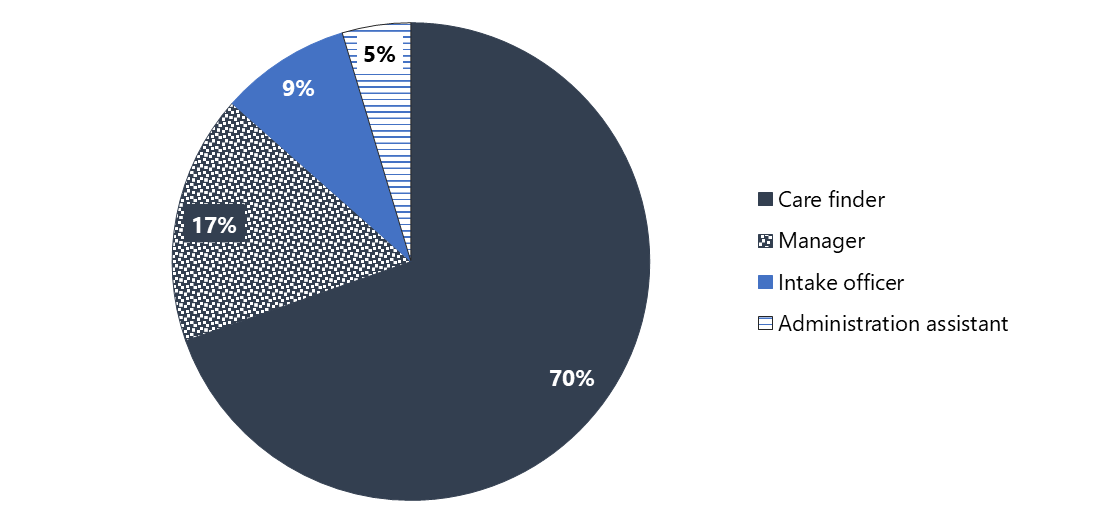 5%
9%
17%
70%
Care finder
Manager
Intake officer
Administration assistant